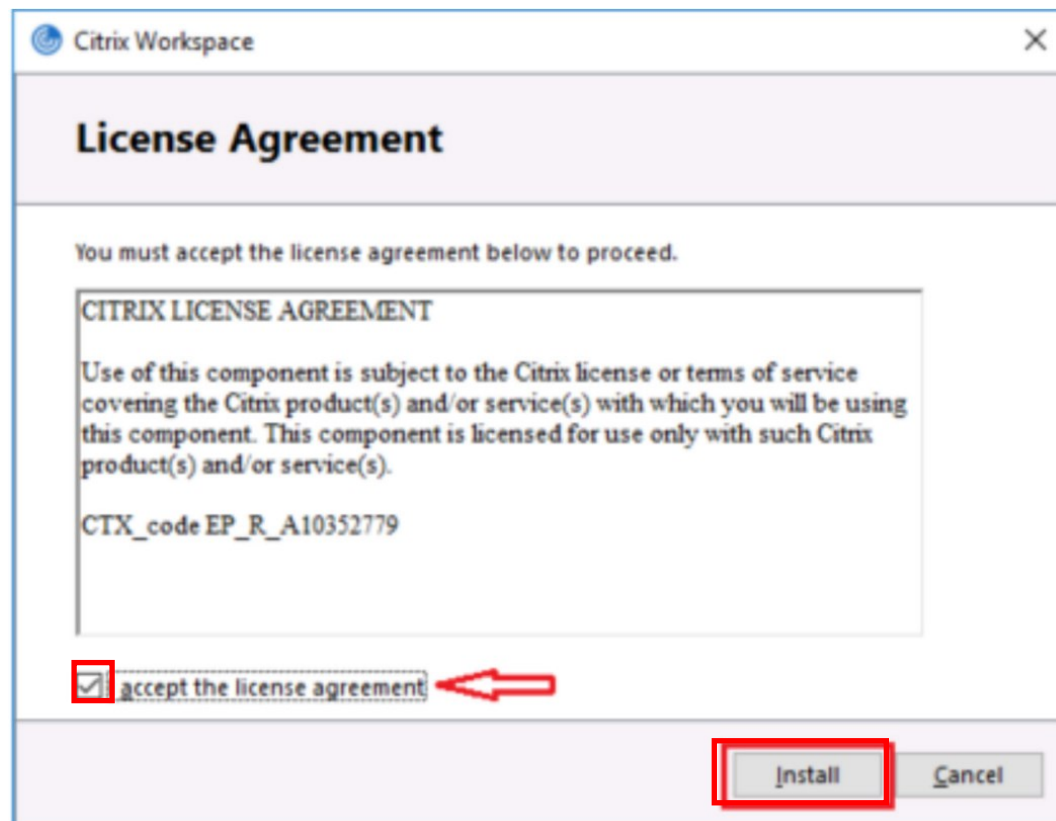 Citrix Workspace
License Agreement
You must accept the license agreement below to proceed.
CITRIX LICENSE AGREEMENT
Use of this component is subject to the Citrix license or terms of service
covering the Citrix product(s) and/or service(s) with which you will be using
this component. This component is licensed for use only with such Citrix
product(s) and/or service(s).
CTX_code EP_R_A10352779
accept the license agreement
Install
Cancel